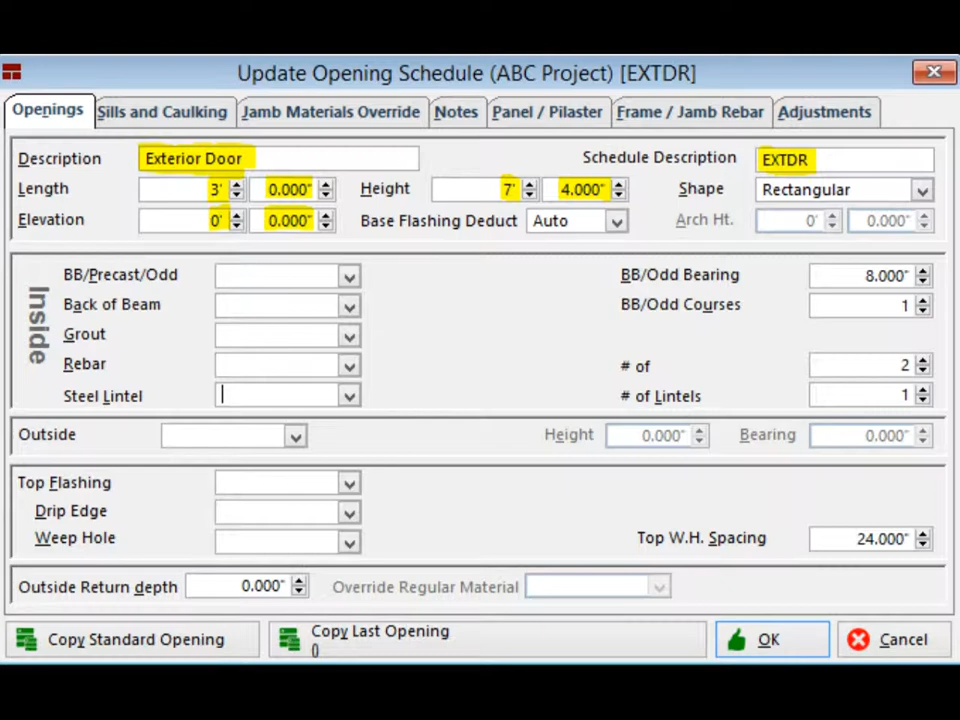 Update Opening Schedule (ABC Project) [EXTDR]
Openings Sills and Caulking Jamb Materials Override Notes Panel / Pilaster Frame / Jamb Rebar Adjustments
Description Exterior Door Schedule Description EXTDR
Length 3' 0.000" Height 7' 4.000" Shape Rectangular
Elevation 0' 0.000" Base Flashing Deduct Auto Arch Ht. 0' 0.000"
Inside
BB/Precast/Odd BB/Odd Bearing 8.000"
Back of Beam BB/Odd Courses 1
Grout
Rebar # of 2
Steel Lintel # of Lintels 1
Outside Height 0.000" Bearing 0.000"
Top Flashing
Drip Edge
Weep Hole Top W.H. Spacing 24.000"
Outside Return depth 0.000" Override Regular Material
Copy Standard Opening Copy Last Opening OK Cancel
()